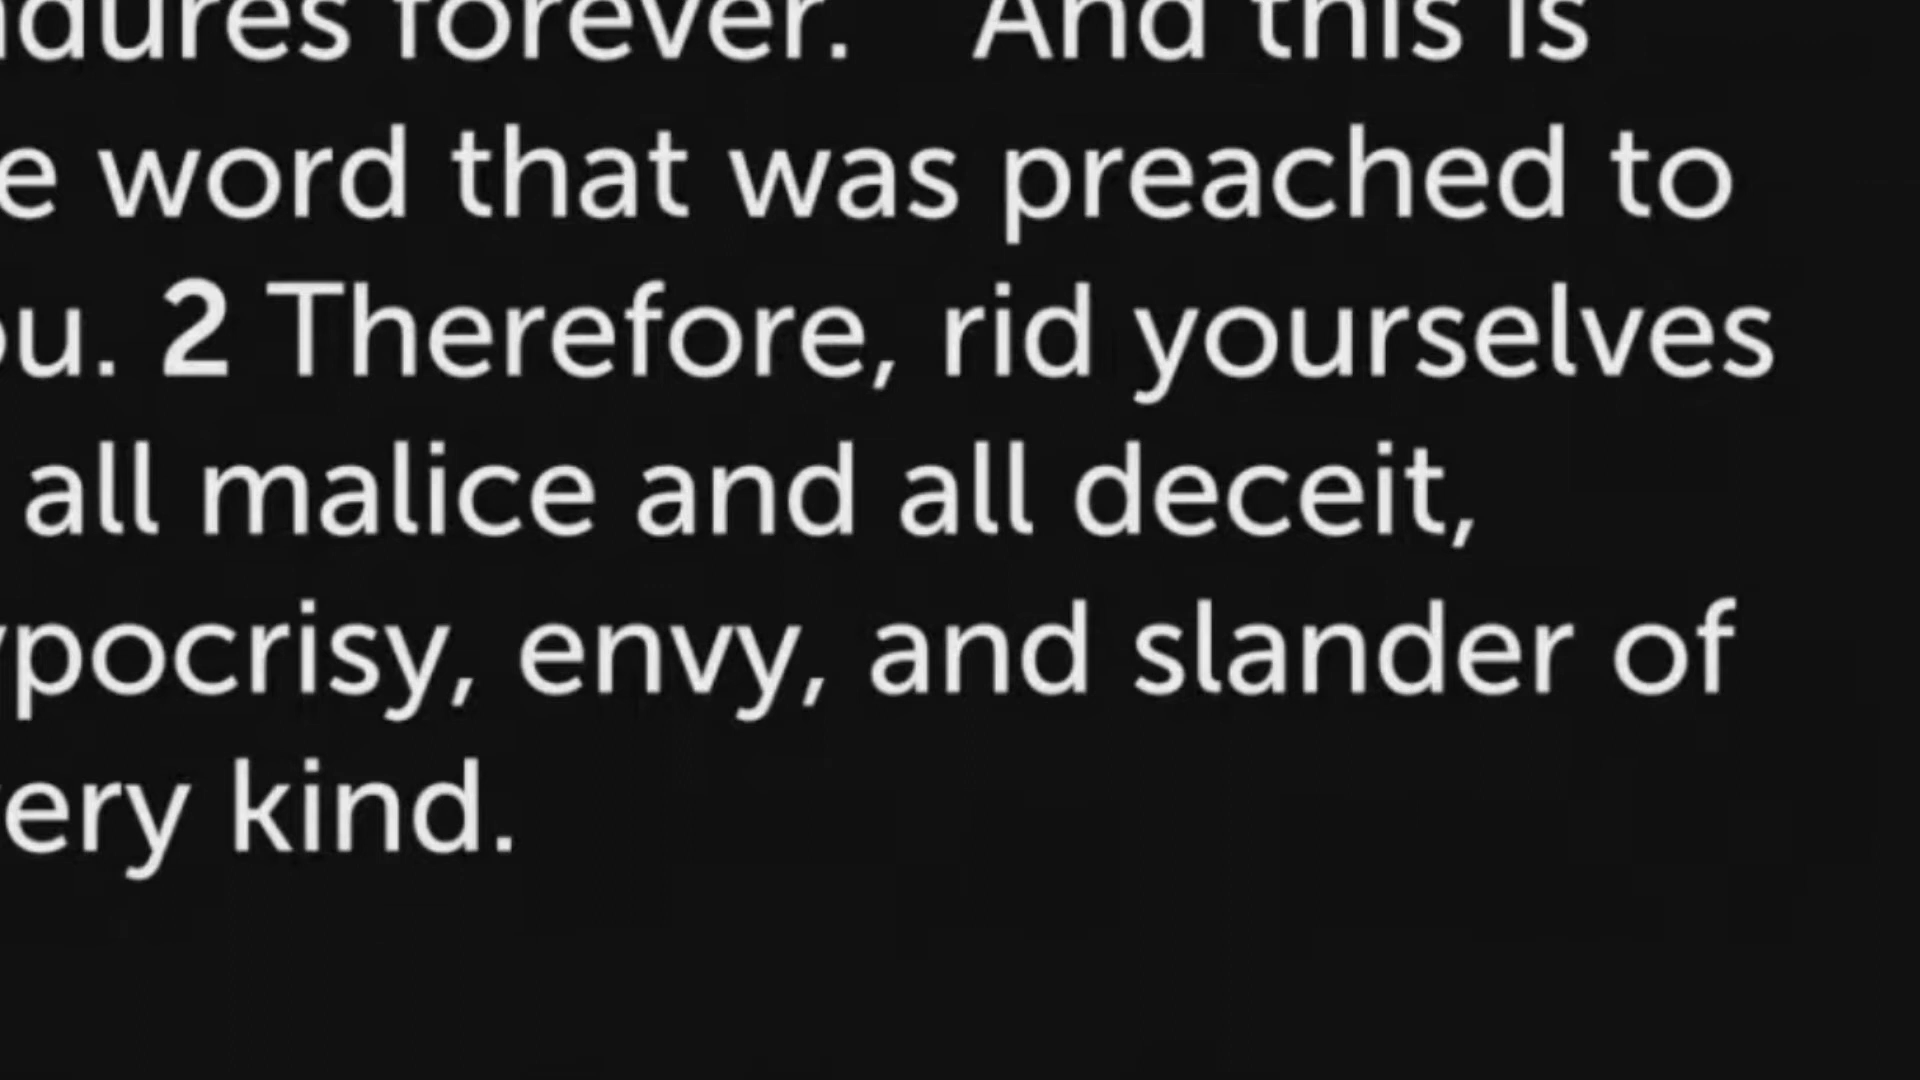 ndures forever. And this is
e word that was preached to
ou. 2 Therefore, rid yourselves
all malice and all deceit,
ypocrisy, envy, and slander of
very kind.